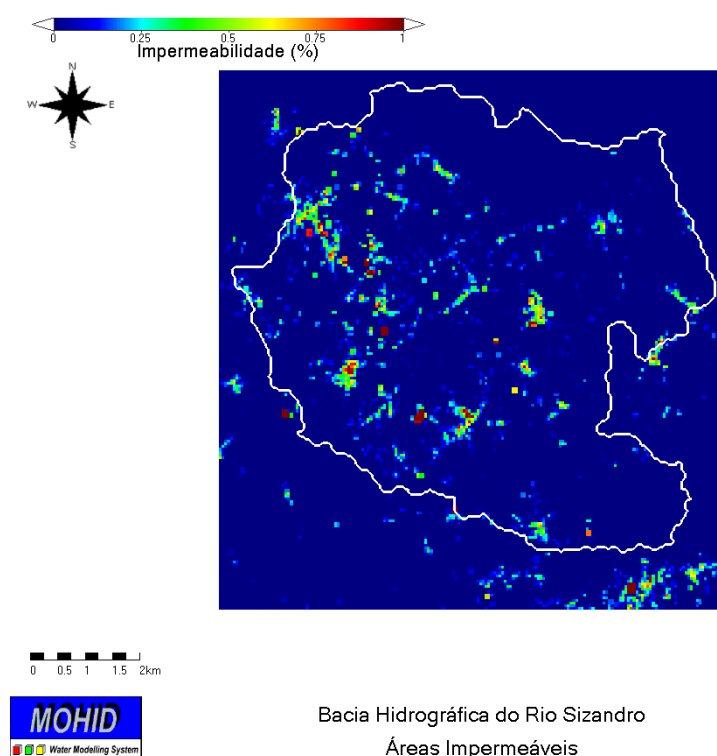 0 0.25 0.5 0.75 1
Impermeabilidade (%)
N
W E
S
0 0.5 1 1.5 2km
MOHID
Water Modelling System
Bacia Hidrográfica do Rio Sizandro
Áreas Impermeáveis